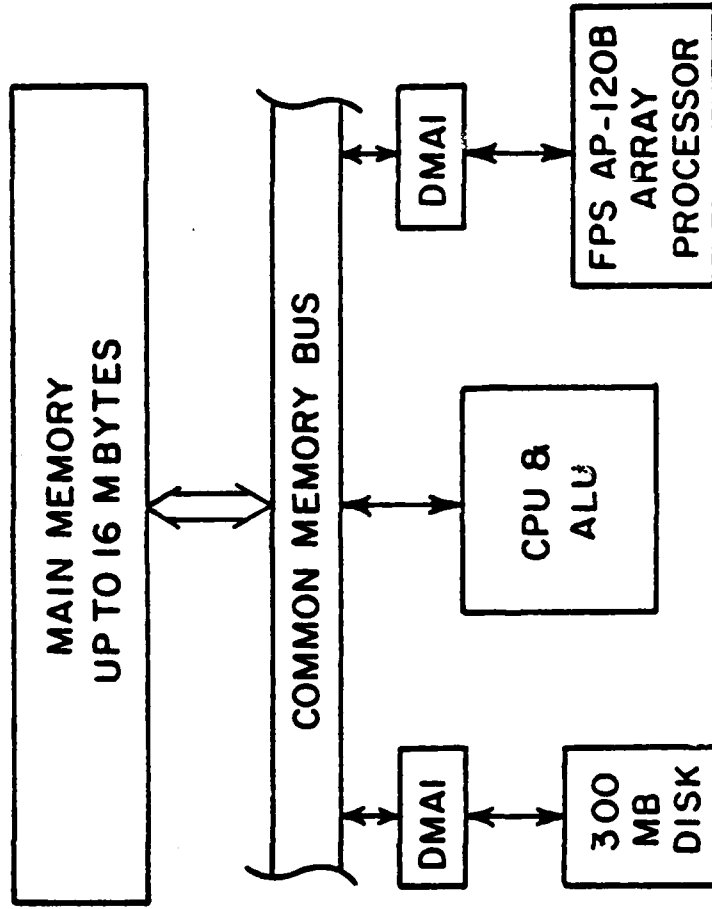 MAIN MEMORY
UP TO 16 M BYTES
COMMON MEMORY BUS
DMAI
DMAI
300
MB
DISK
CPU &
ALU
FPS AP-120B
ARRAY
PROCESSOR